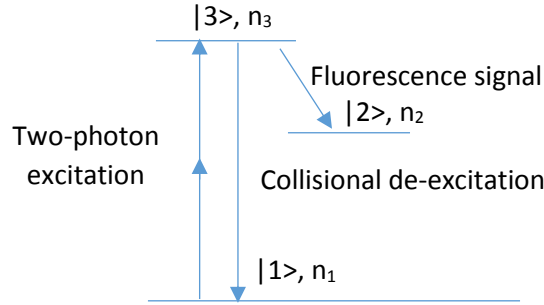 |3>, n₃
Fluorescence signal
|2>, n₂
Two-photon
excitation
Collisional de-excitation
|1>, n₁